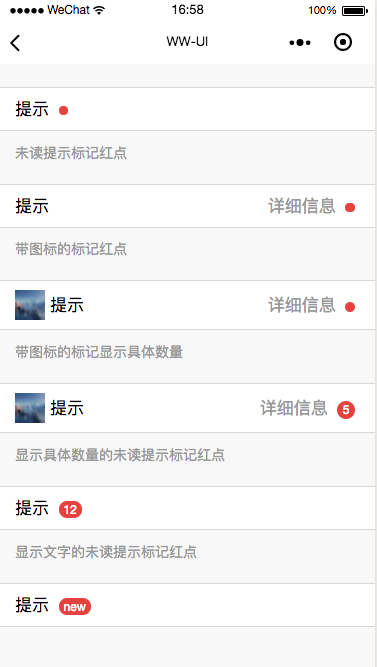 ●●●●● WeChat 16:58 100%
WW-UI
提示
未读提示标记红点
提示 详细信息
带图标的标记红点
提示 详细信息
带图标的标记显示具体数量
提示 详细信息 5
显示具体数量的未读提示标记红点
提示 12
显示文字的未读提示标记红点
提示 new